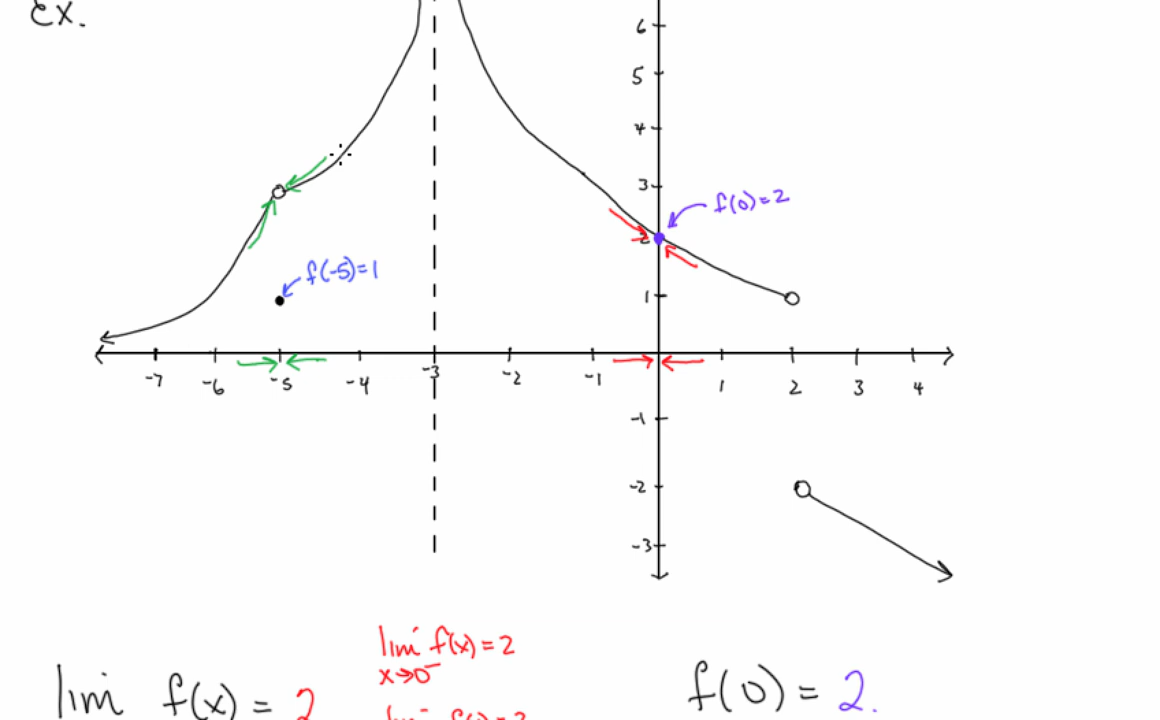 Ex.
6
5
4
3
f(0)=2
2
f(-5)=1
1
-7 -6 -5 -4 -3 -2 -1 1 2 3 4
-1
-2
-3
lim f(x) = 2
x→0⁻
lim f(x) = 2
f(0) = 2.